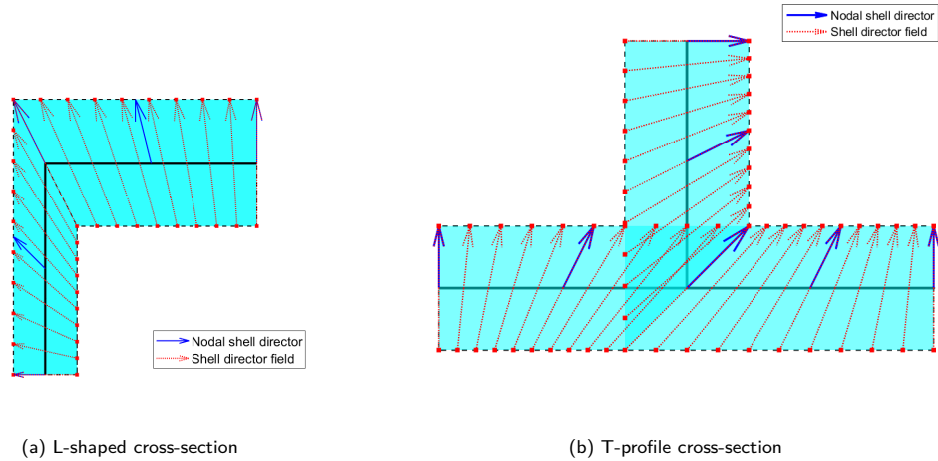 Nodal shell director
Shell director field
Nodal shell director
Shell director field
(a) L-shaped cross-section
(b) T-profile cross-section